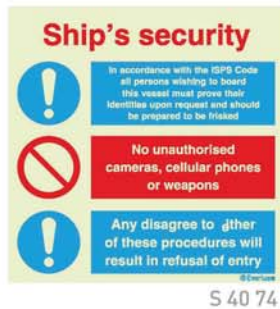 Ship's security
In accordance with the ISPS Code
all persons wishing to board
this vessel must prove their
identities upon request and should
be prepared to be frisked
No unauthorised
cameras, cellular phones
or weapons
Any disagree to dther
of these procedures will
result in refusal of entry
© Everlux
S 40 74